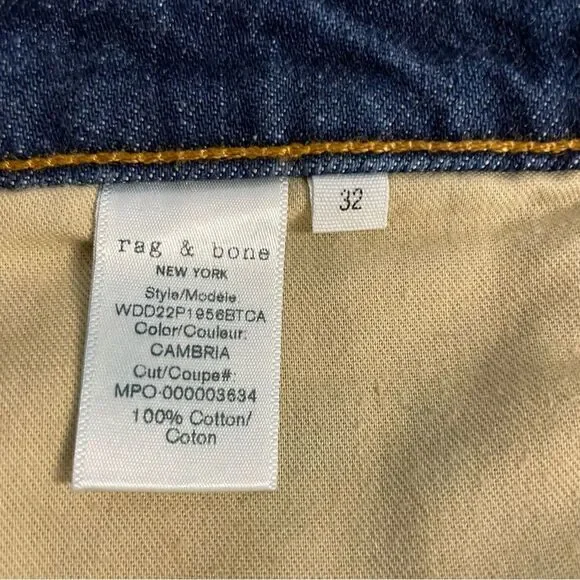 rag & bone
NEW YORK
Style/Modèle
WDD22P1956BTCA
Color/Couleur:
CAMBRIA
Cut/Coupe#:
MPO-000003634
100% Cotton/
Coton
32